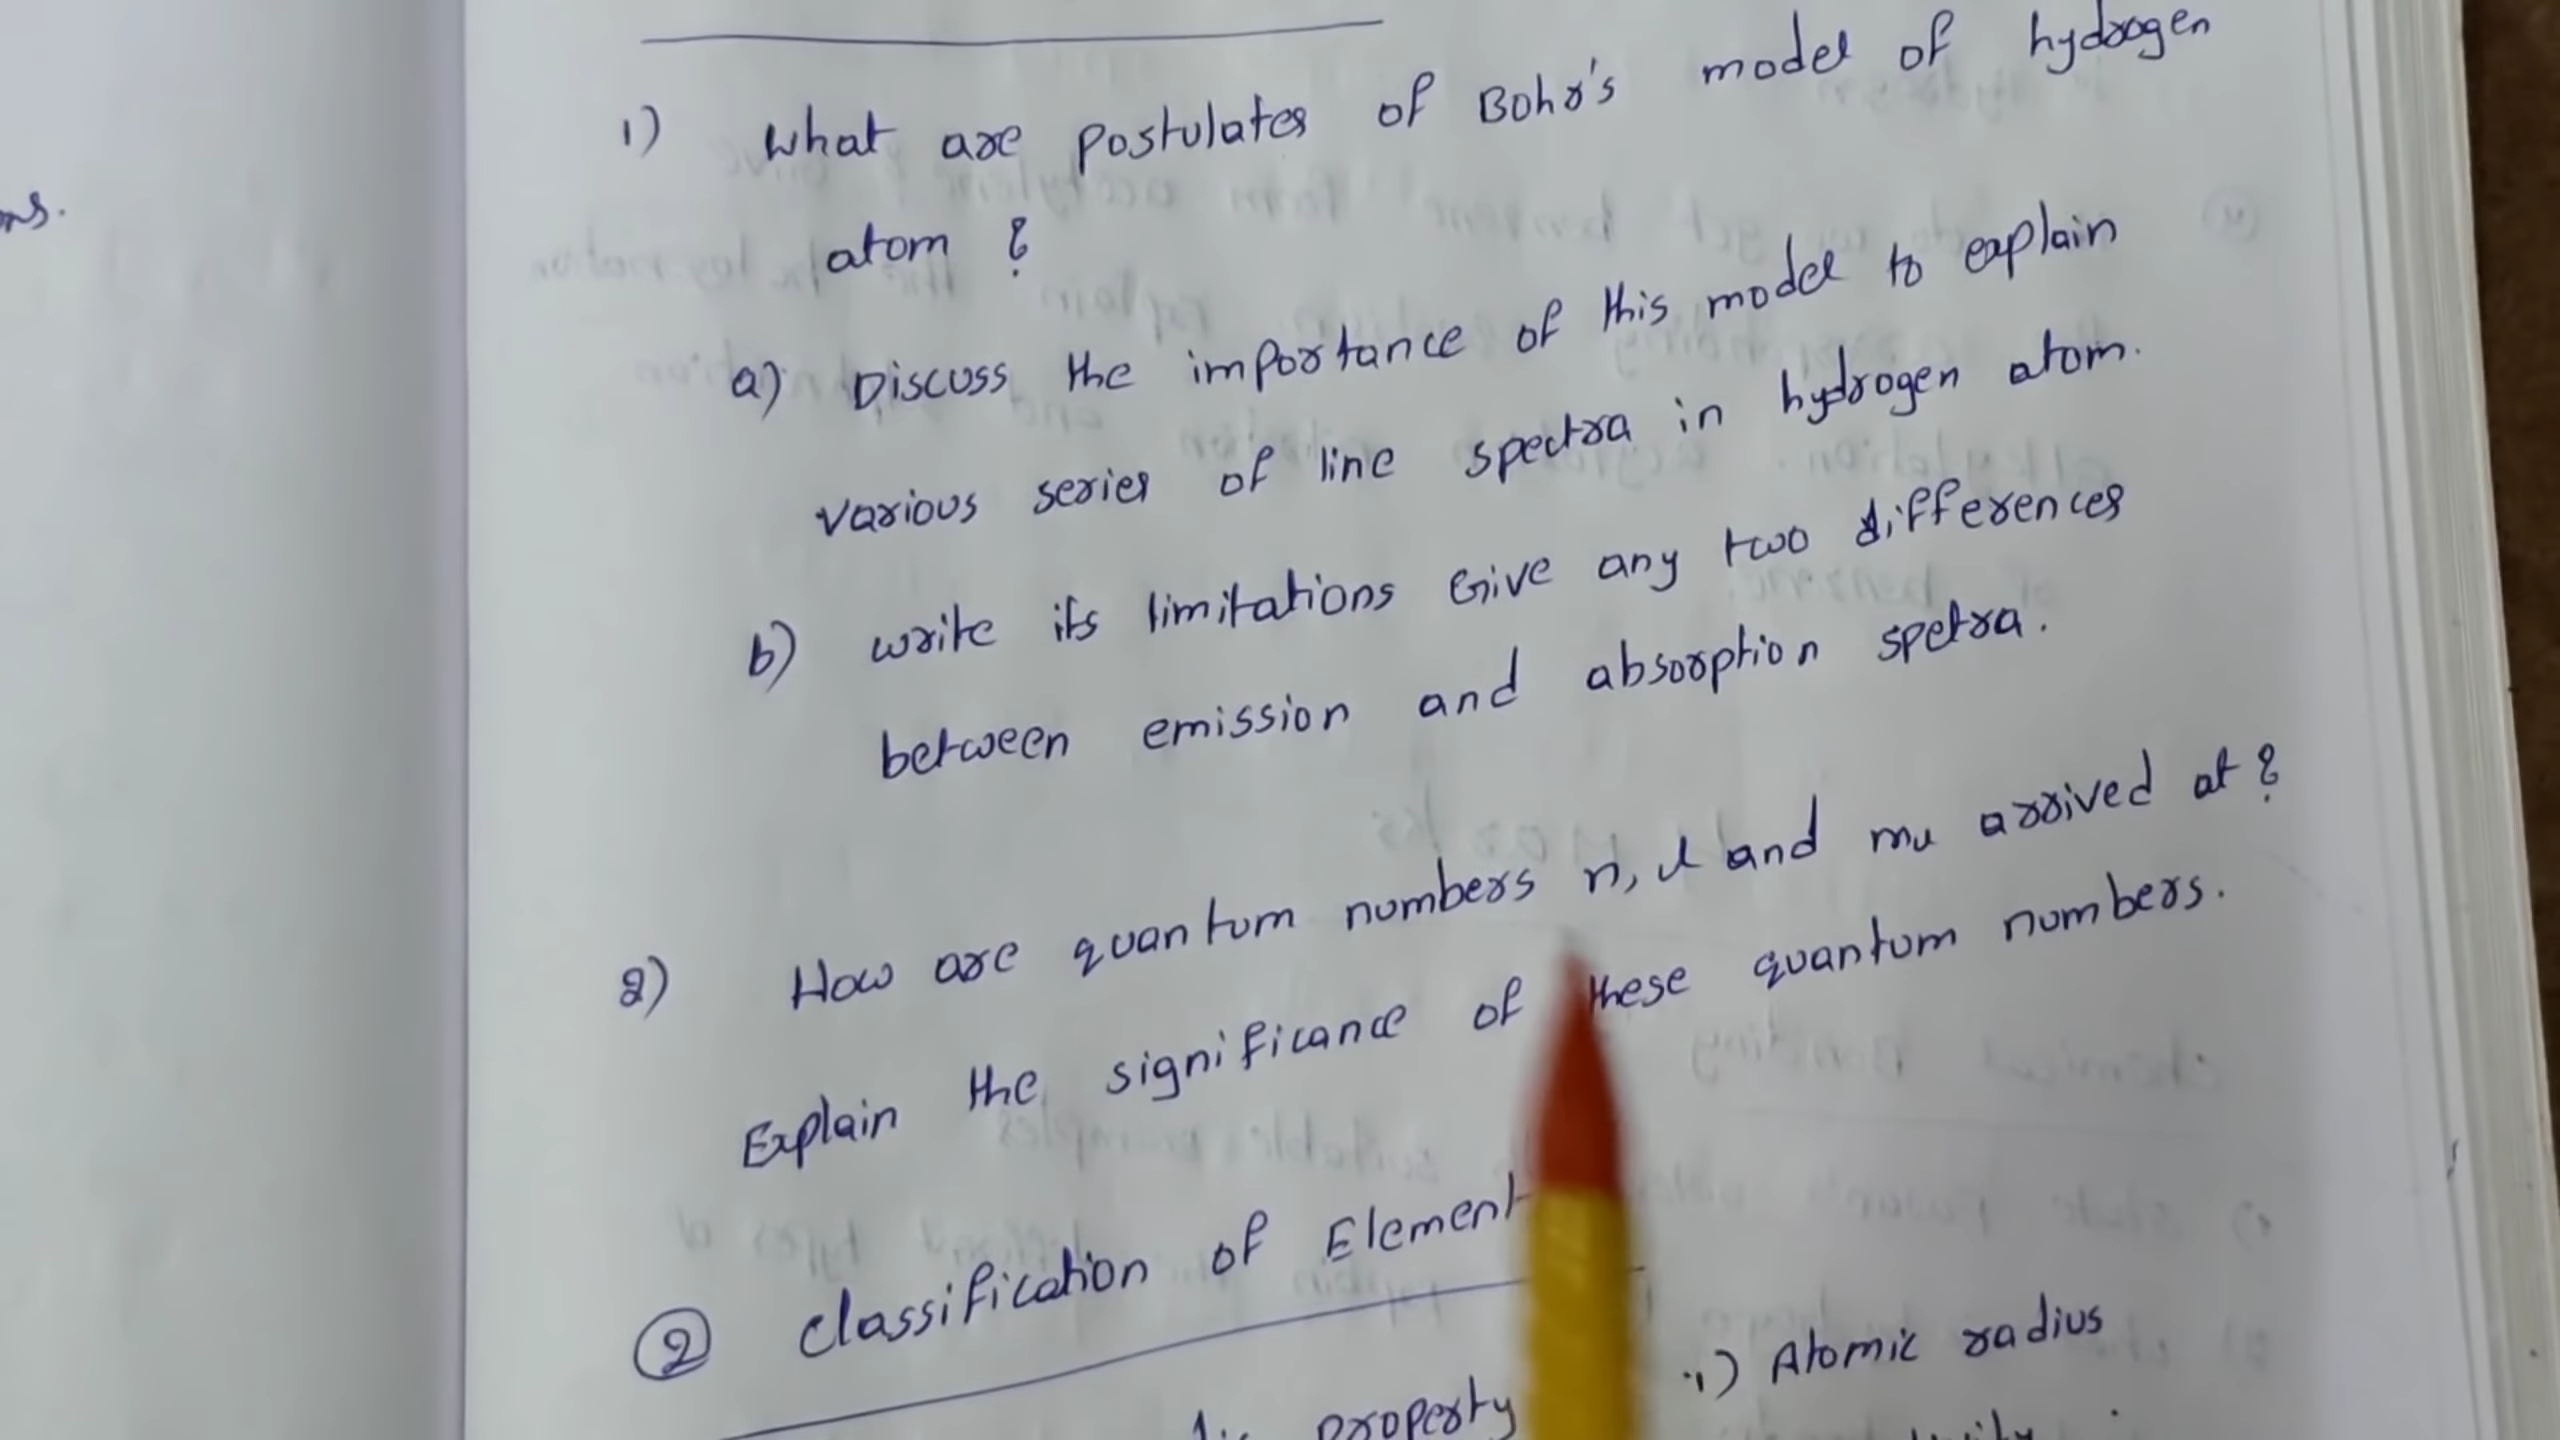 ons.
1) What are postulates of Bohr's model of hydrogen
atom ?
a) Discuss the importance of this model to explain
various series of line spectra in hydrogen atom.
b) write its limitations Give any two differences
between emission and absorption spetra.
2) How are quantum numbers n, l and ml arrived at ?
Explain the significance of these quantum numbers.
② Classification of Element
property i) Atomic radius